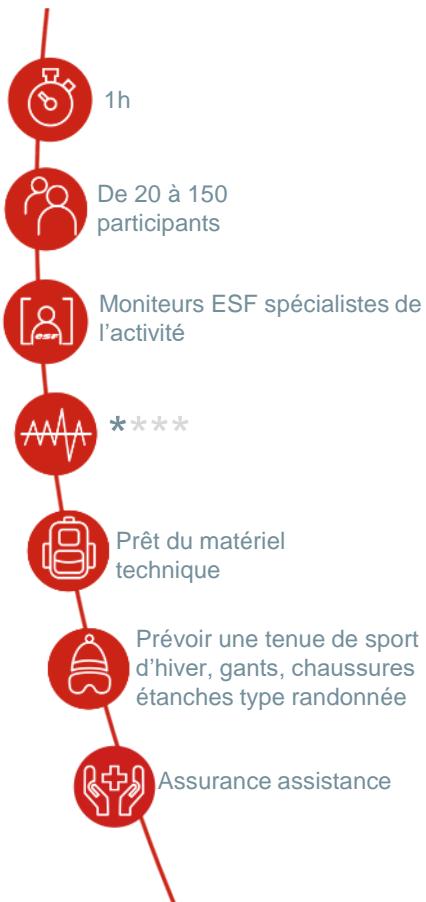 1h
De 20 à 150
participants
Moniteurs ESF spécialistes de
l’activité
esf
****
Prêt du matériel
technique
Prévoir une tenue de sport
d’hiver, gants, chaussures
étanches type randonnée
Assurance assistance